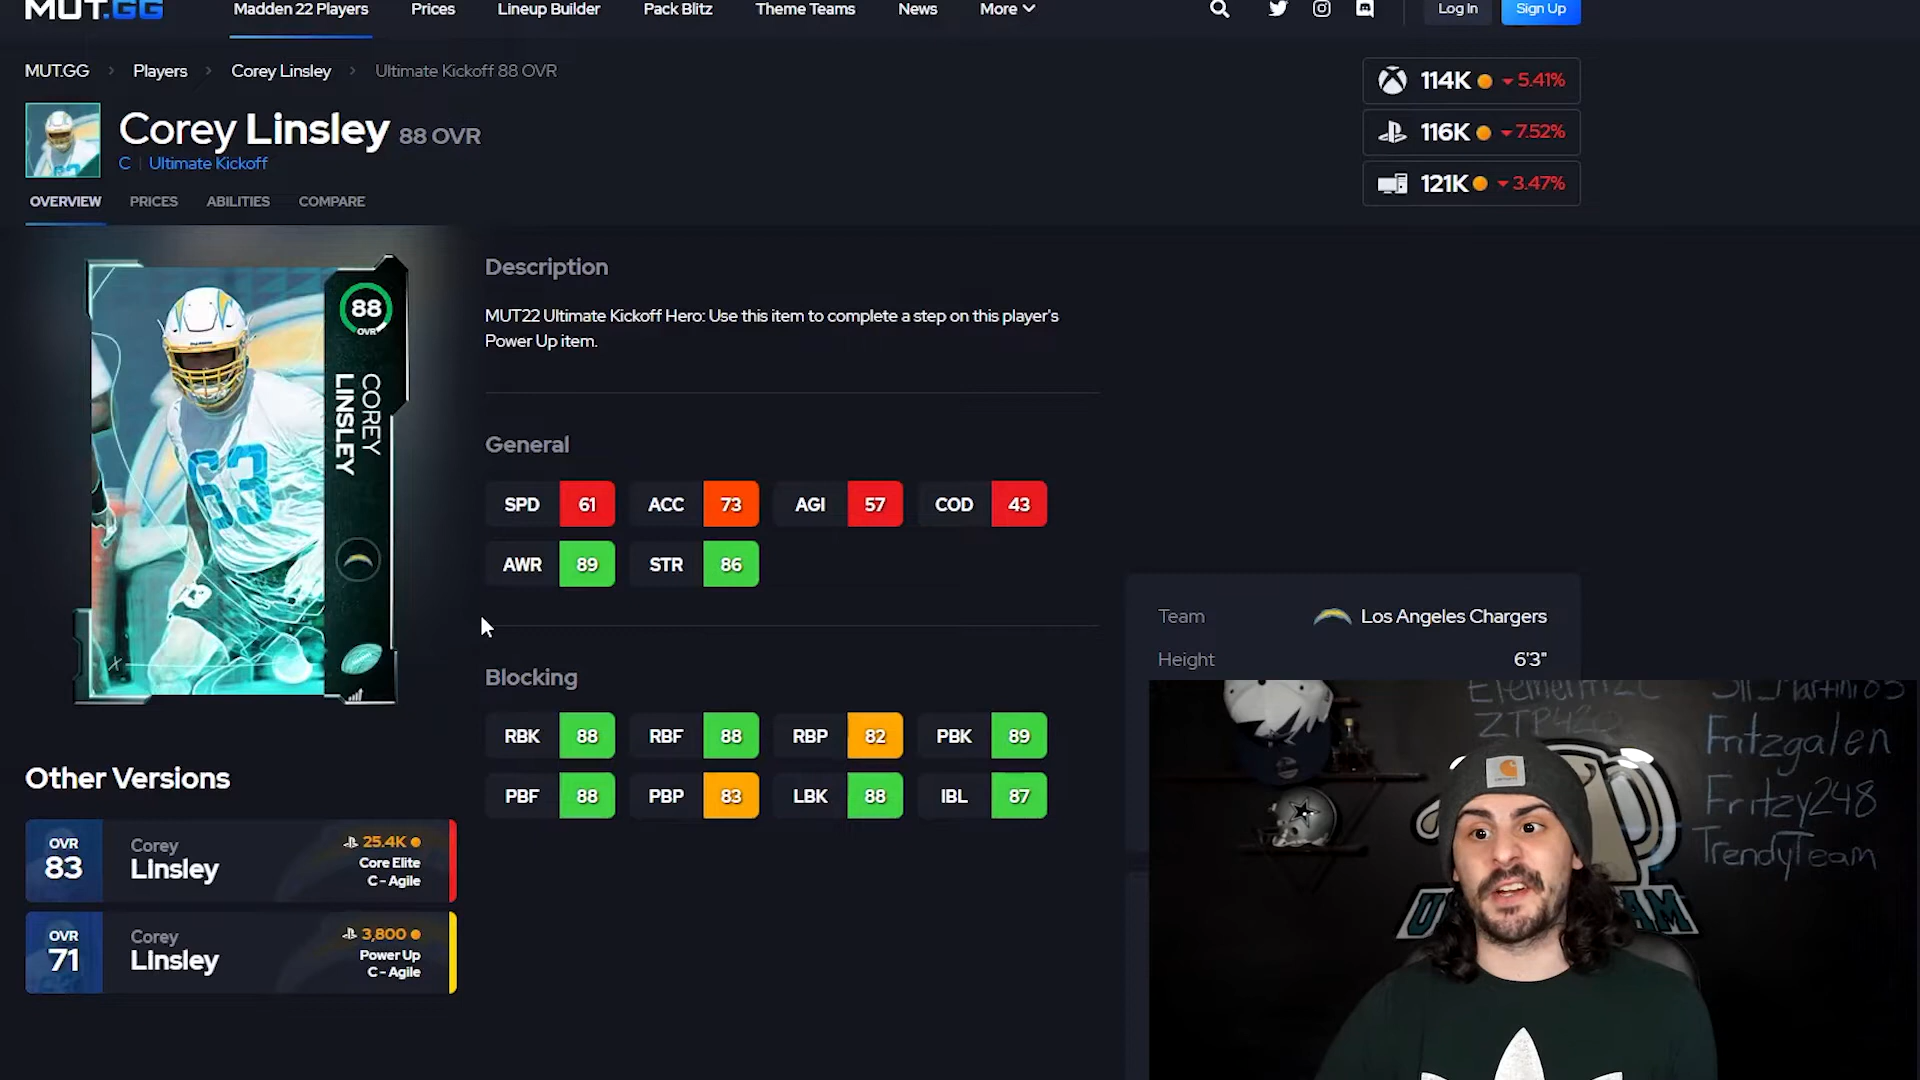 MUT.GG
Madden 22 Players
Prices
Lineup Builder
Pack Blitz
Theme Teams
News
More
Log In
Sign Up
MUT.GG > Players > Corey Linsley > Ultimate Kickoff 88 OVR
Corey Linsley 88 OVR
C | Ultimate Kickoff
114K 5.41%
116K 7.52%
121K 3.47%
OVERVIEW PRICES ABILITIES COMPARE
88
OVR
COREY
LINSLEY
63
Description
MUT22 Ultimate Kickoff Hero: Use this item to complete a step on this player's
Power Up item.
General
SPD 61 ACC 73 AGI 57 COD 43
AWR 89 STR 86
Blocking
RBK 88 RBF 88 RBP 82 PBK 89
PBF 88 PBP 83 LBK 88 IBL 87
Team Los Angeles Chargers
Height 6'3"
Other Versions
OVR
83
Corey
Linsley
25.4K
Core Elite
C - Agile
OVR
71
Corey
Linsley
3,800
Power Up
C - Agile
ZTP420
Fritzgalen
Fritzy248
TrendyTeam